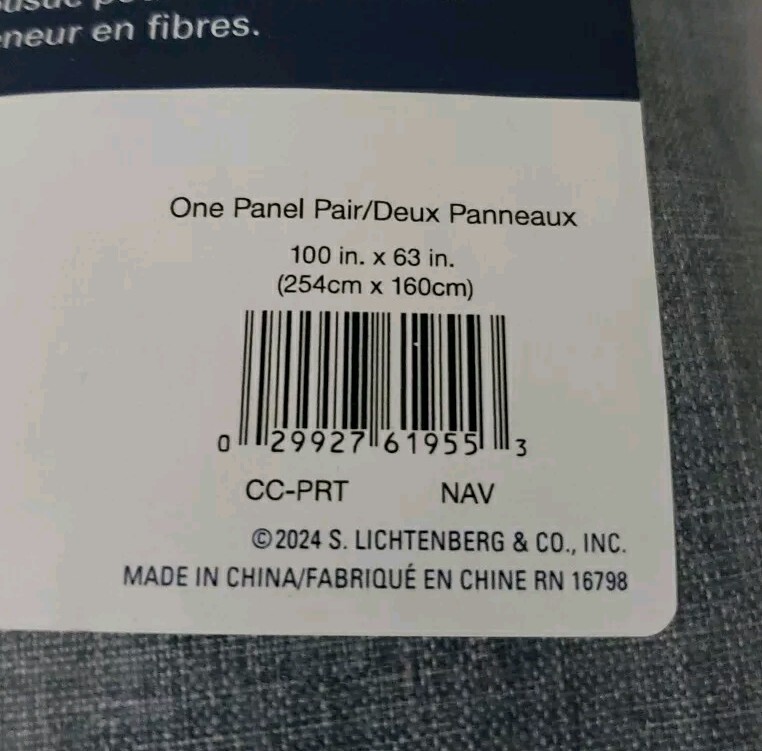 en fibres.
One Panel Pair/Deux Panneaux
100 in. x 63 in.
(254cm x 160cm)
0 29927 61955 3
CC-PRT NAV
©2024 S. LICHTENBERG & CO., INC.
MADE IN CHINA/FABRIQUÉ EN CHINE RN 16798